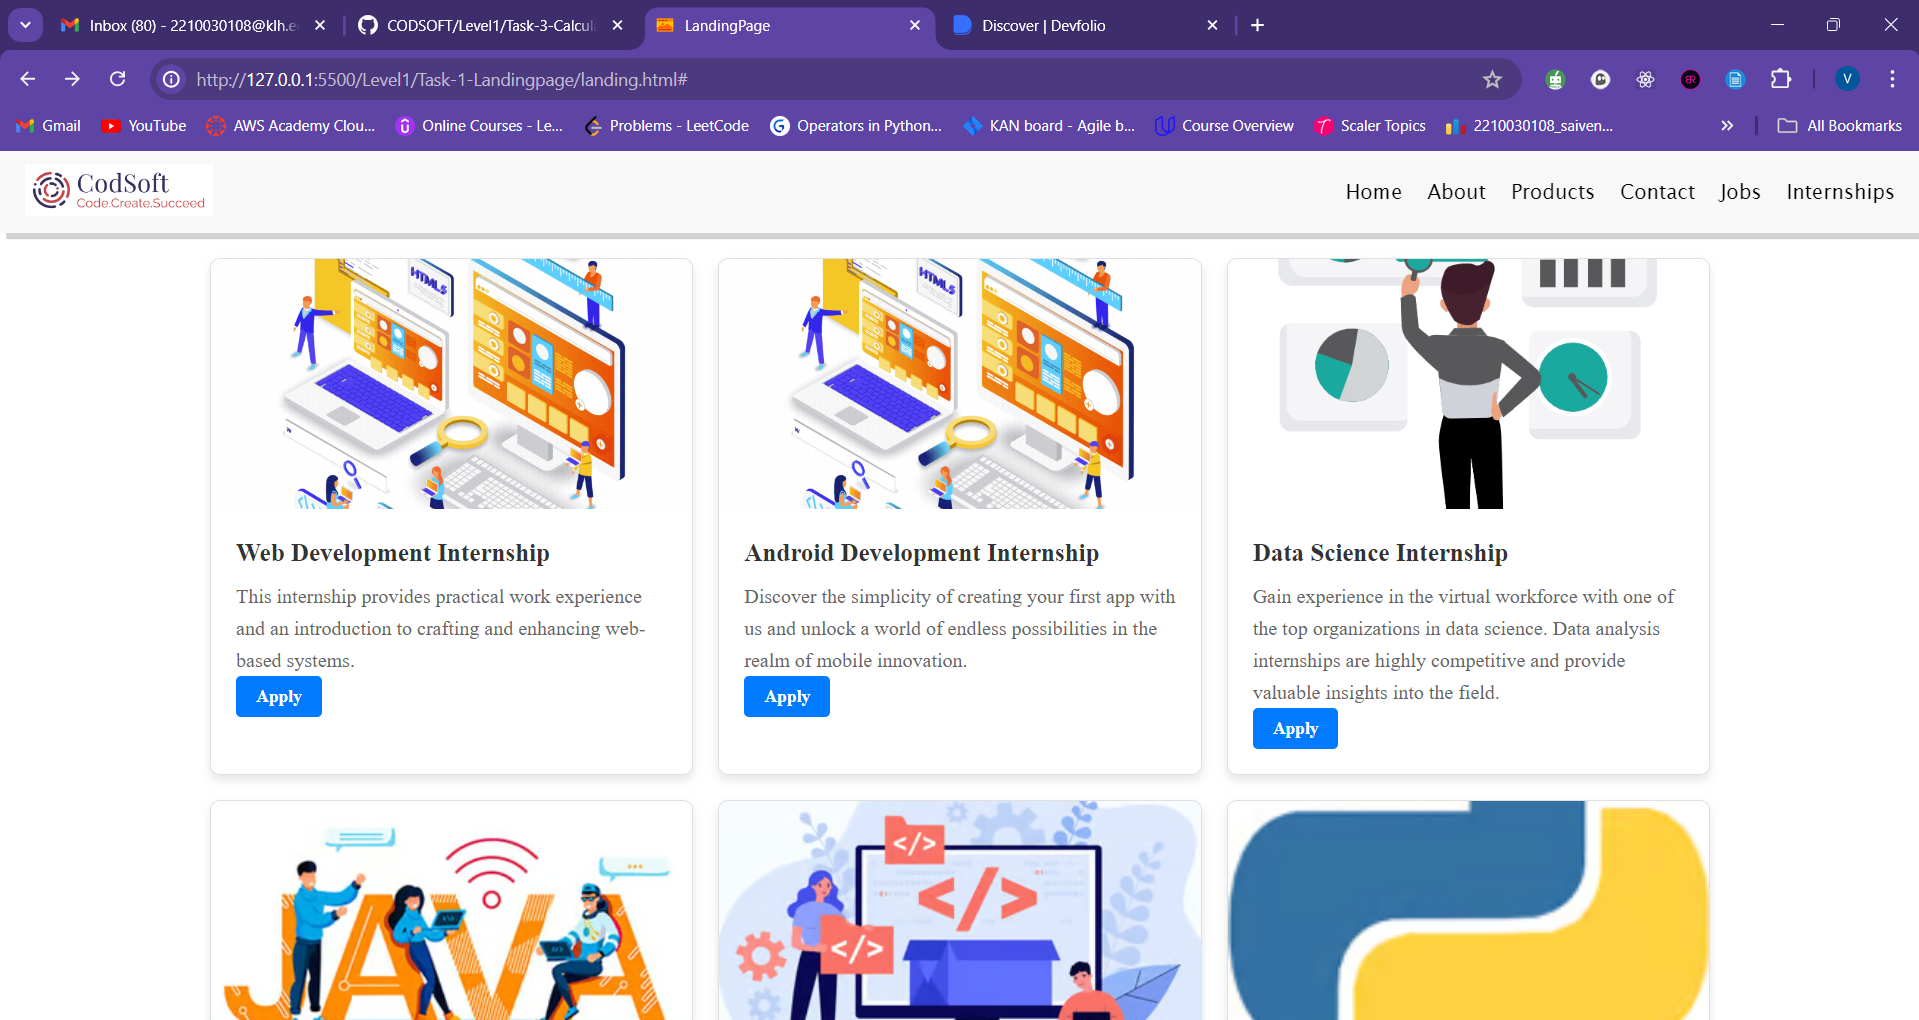 Inbox (80) - 2210030108@klh.e
CODSOFT/Level1/Task-3-Calcul
LandingPage
Discover | Devfolio
http://127.0.0.1:5500/Level1/Task-1-Landingpage/landing.html#
V
Gmail
YouTube
AWS Academy Clou...
Online Courses - Le...
Problems - LeetCode
Operators in Python...
KAN board - Agile b...
Course Overview
Scaler Topics
2210030108_saiven...
All Bookmarks
CodSoft
Code.Create.Succeed
Home
About
Products
Contact
Jobs
Internships
HTML5
HTML5
Web Development Internship
This internship provides practical work experience
and an introduction to crafting and enhancing web-
based systems.
Apply
Android Development Internship
Discover the simplicity of creating your first app with
us and unlock a world of endless possibilities in the
realm of mobile innovation.
Apply
Data Science Internship
Gain experience in the virtual workforce with one of
the top organizations in data science. Data analysis
internships are highly competitive and provide
valuable insights into the field.
Apply
JAVA
</>
</>
</>